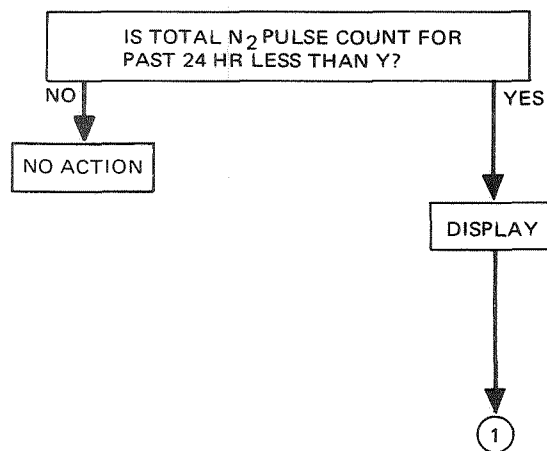 IS TOTAL N2 PULSE COUNT FOR
PAST 24 HR LESS THAN Y?
NO
YES
NO ACTION
DISPLAY
1